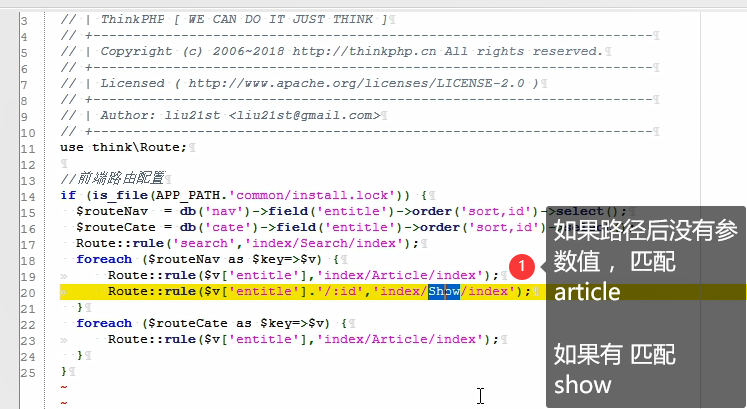 3 // | ThinkPHP [ WE CAN DO IT JUST THINK ]
4 // +----------------------------------------------------------------------
5 // | Copyright (c) 2006~2018 http://thinkphp.cn All rights reserved.
6 // +----------------------------------------------------------------------
7 // | Licensed ( http://www.apache.org/licenses/LICENSE-2.0 )
8 // +----------------------------------------------------------------------
9 // | Author: liu21st <liu21st@gmail.com>
10 // +----------------------------------------------------------------------
11 use think\Route;
12
13 //前端路由配置
14 if (is_file(APP_PATH.'common/install.lock')) {
15 $routeNav = db('nav')->field('entitle')->order('sort,id')->select();
16 $routeCate = db('cate')->field('entitle')->order('sort,id')->select();
17 Route::rule('search','index/Search/index');
18 foreach ($routeNav as $key=>$v) {
19 Route::rule($v['entitle'],'index/Article/index');
20 Route::rule($v['entitle'].'/:id','index/Show/index');
21 }
22 foreach ($routeCate as $key=>$v) {
23 Route::rule($v['entitle'],'index/Article/index');
24 }
25 }
~
~
1
如果路径后没有参
数值，匹配
article
如果有 匹配
show